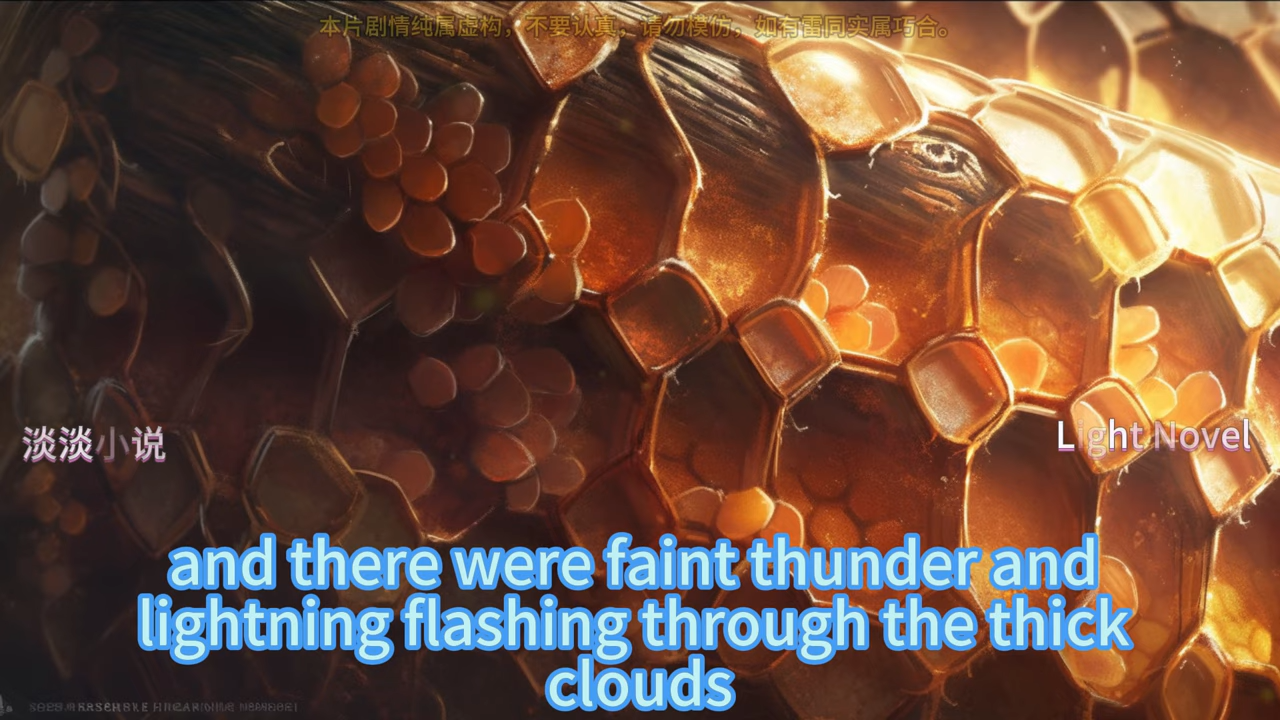 本片剧情纯属虚构，不要认真，请勿模仿，如有雷同实属巧合。
淡淡小说
Light Novel
and there were faint thunder and
lightning flashing through the thick
clouds